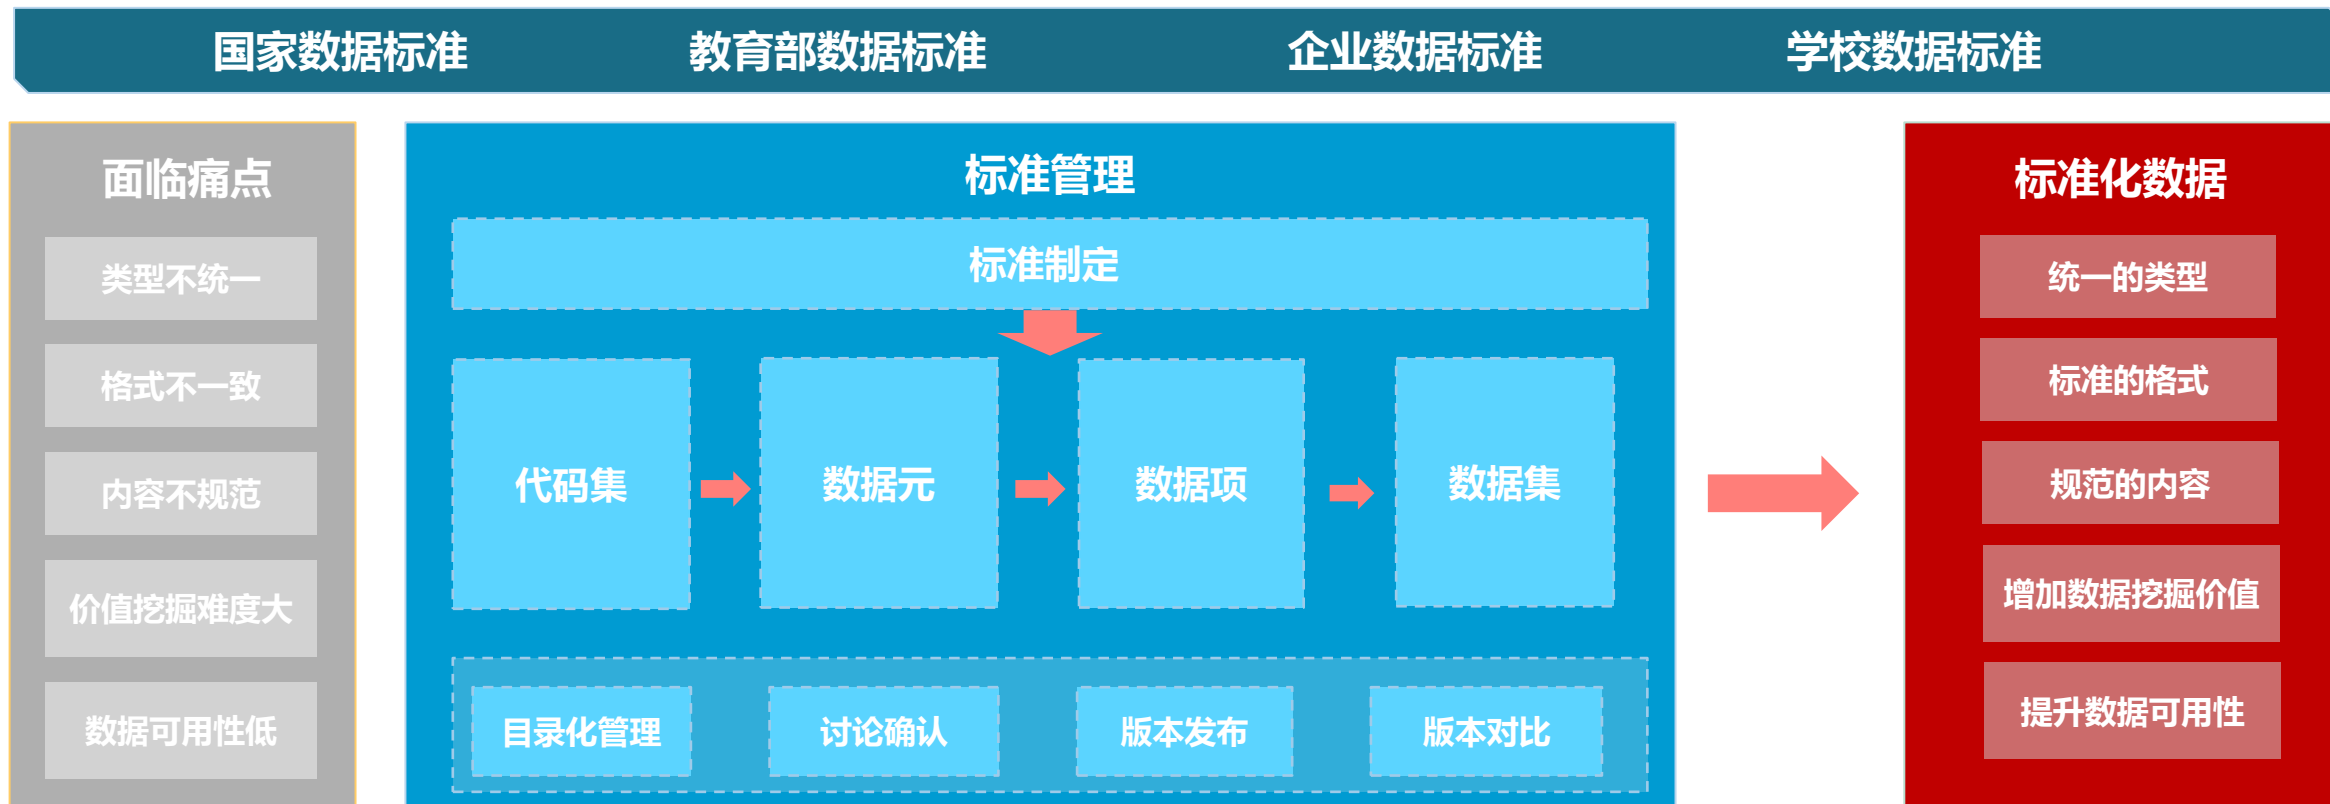 国家数据标准 教育部数据标准 企业数据标准 学校数据标准
面临痛点
类型不统一
格式不一致
内容不规范
价值挖掘难度大
数据可用性低
标准管理
标准制定
代码集
数据元
数据项
数据集
目录化管理
讨论确认
版本发布
版本对比
标准化数据
统一的类型
标准的格式
规范的内容
增加数据挖掘价值
提升数据可用性